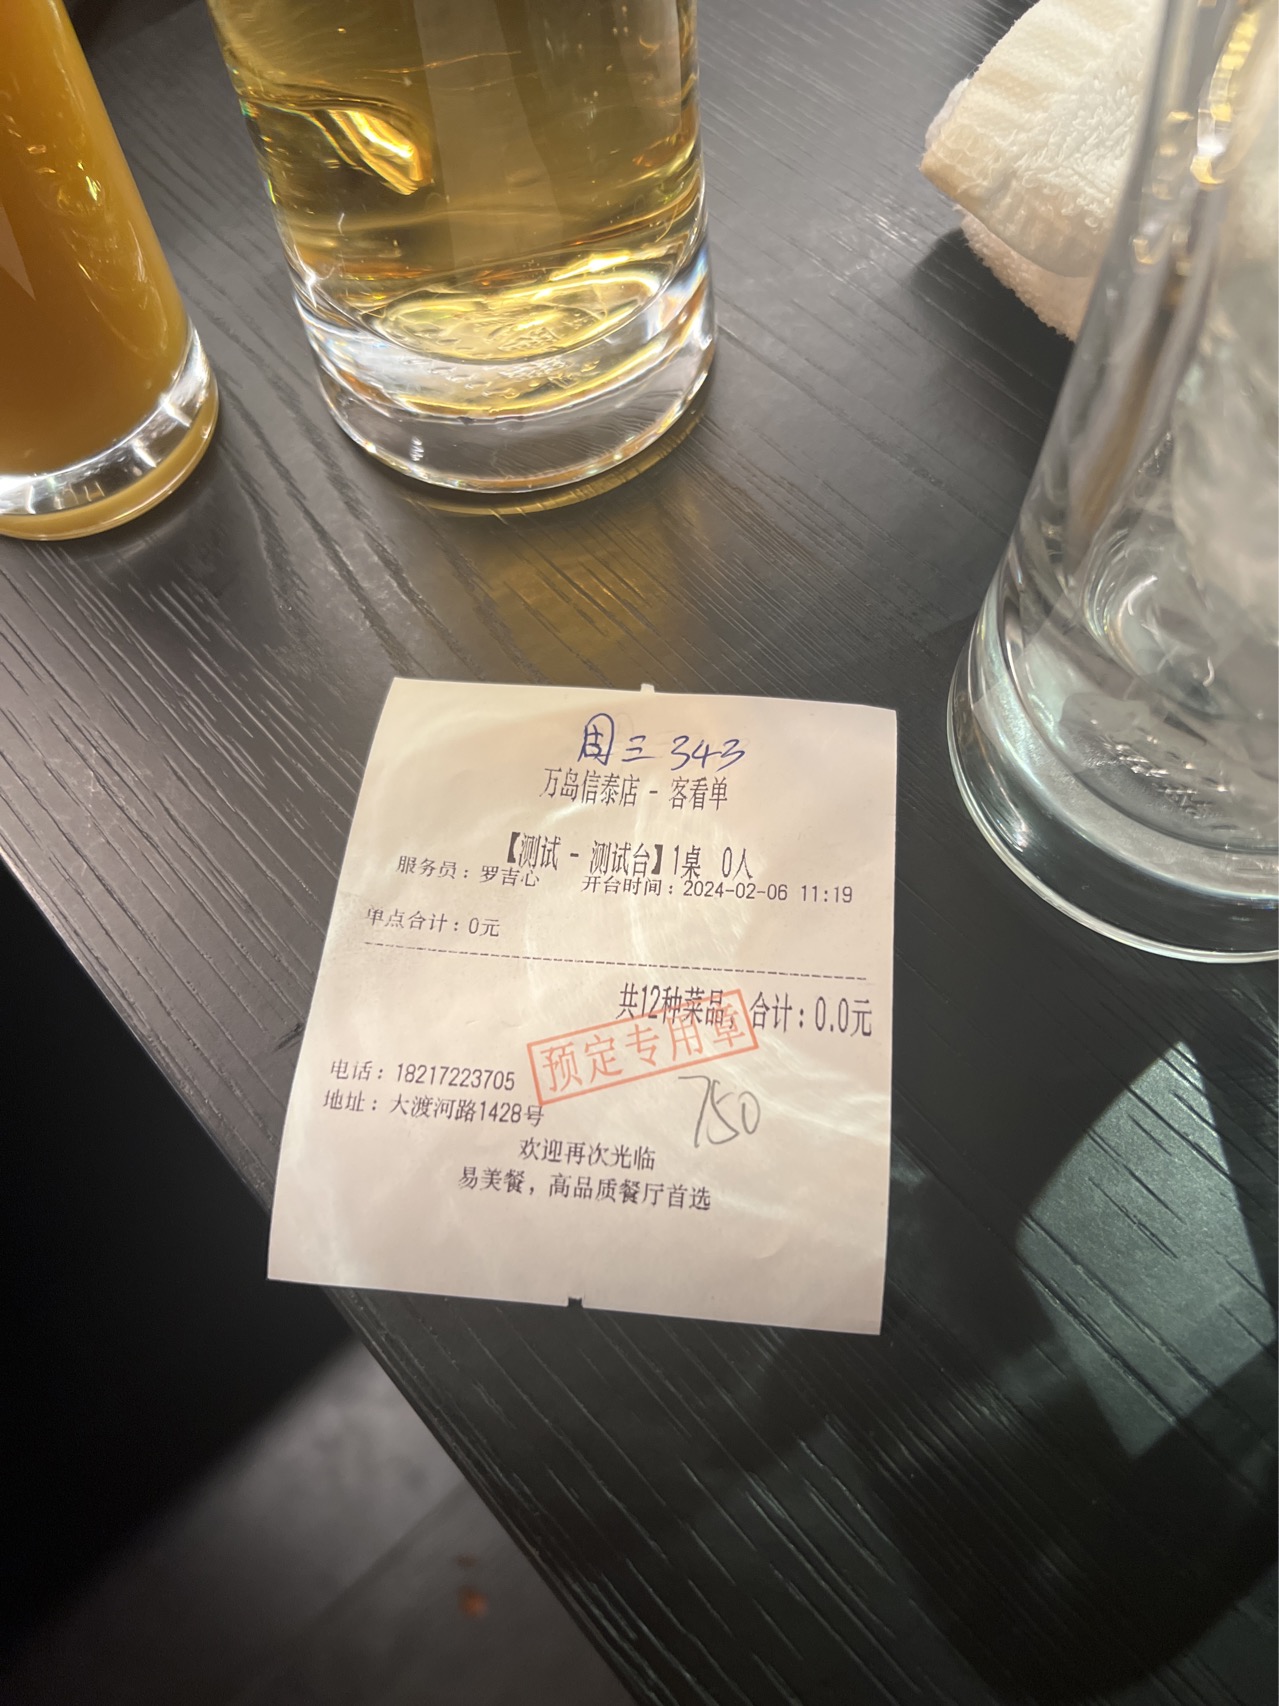 周三 343
万岛信泰店 - 客看单
【测试 - 测试台】1桌 0人
服务员：罗吉心 开台时间：2024-02-06 11:19
单点合计：0元
共12种菜品，合计：0.0元
预定专用章
电话：18217223705
750
地址：大渡河路1428号
欢迎再次光临
易美餐，高品质餐厅首选